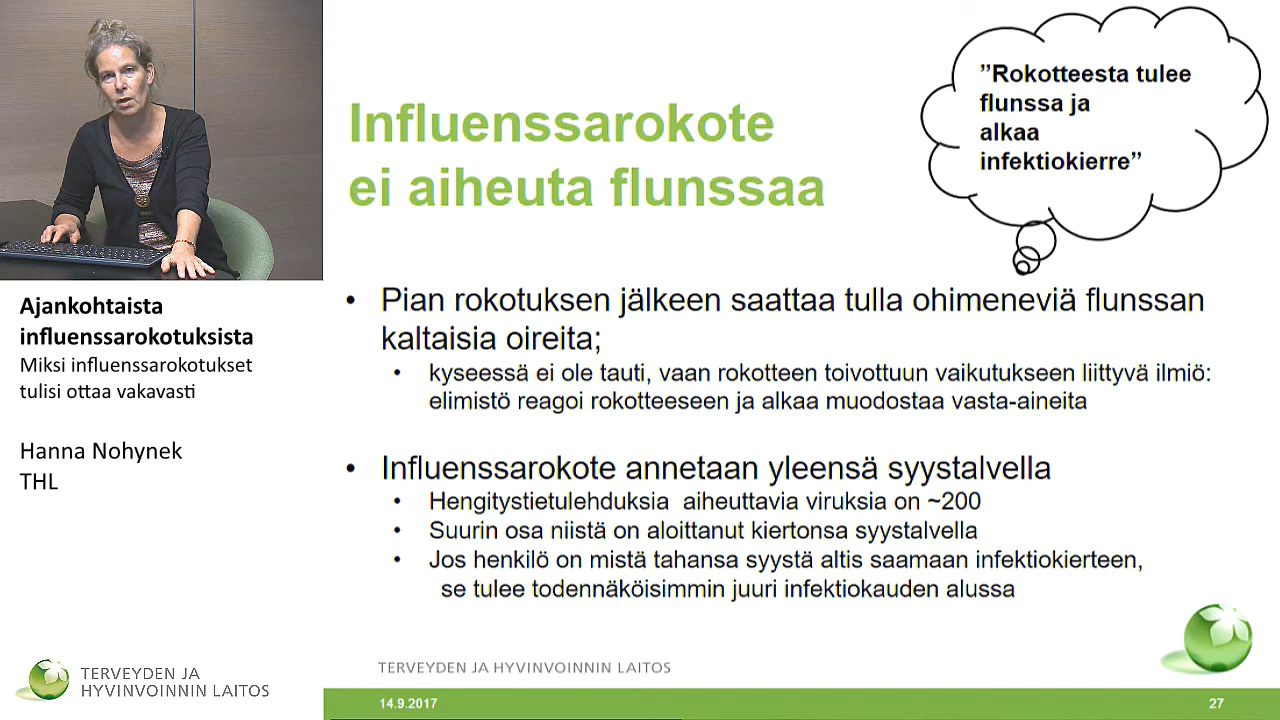 Influenssarokote
ei aiheuta flunssaa
”Rokotteesta tulee
flunssa ja
alkaa
infektiokierre”
Ajankohtaista
influenssarokotuksista
Miksi influenssarokotukset
tulisi ottaa vakavasti
Hanna Nohynek
THL
• Pian rokotuksen jälkeen saattaa tulla ohimeneviä flunssan
kaltaisia oireita;
• kyseessä ei ole tauti, vaan rokotteen toivottuun vaikutukseen liittyvä ilmiö:
elimistö reagoi rokotteeseen ja alkaa muodostaa vasta-aineita
• Influenssarokote annetaan yleensä syystalvella
• Hengitystietulehduksia aiheuttavia viruksia on ~200
• Suurin osa niistä on aloittanut kiertonsa syystalvella
• Jos henkilö on mistä tahansa syystä altis saamaan infektiokierteen,
se tulee todennäköisimmin juuri infektiokauden alussa
TERVEYDEN JA
HYVINVOINNIN LAITOS
TERVEYDEN JA HYVINVOINNIN LAITOS
14.9.2017
27